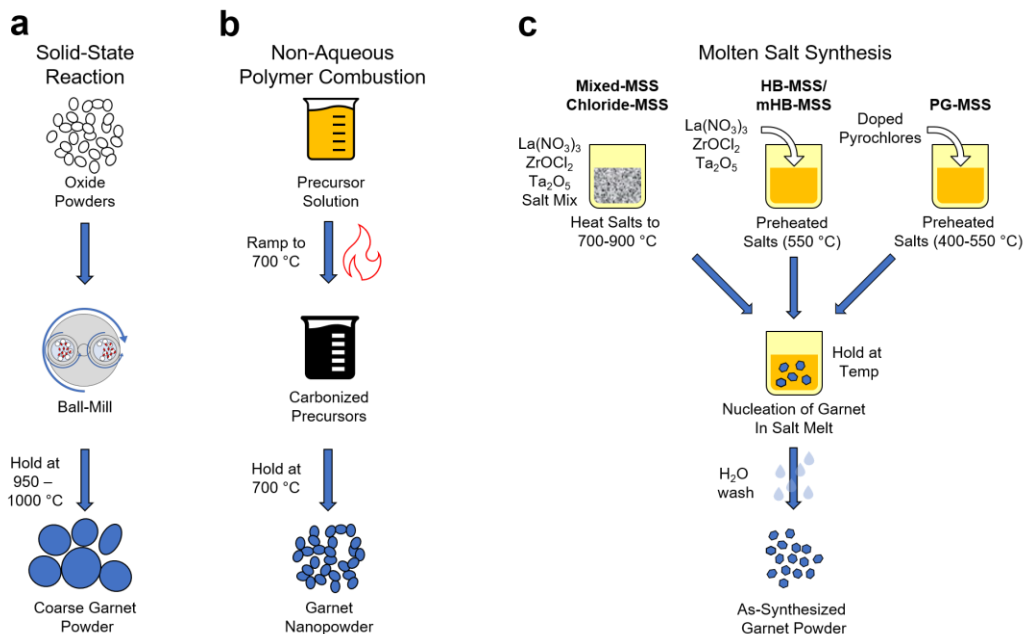 a
Solid-State
Reaction
Oxide
Powders
Ball-Mill
Hold at
950 –
1000 °C
Coarse Garnet
Powder
b
Non-Aqueous
Polymer Combustion
Precursor
Solution
Ramp to
700 °C
Carbonized
Precursors
Hold at
700 °C
Garnet
Nanopowder
c
Molten Salt Synthesis
Mixed-MSS
Chloride-MSS
La(NO₃)₃
ZrOCl₂
Ta₂O₅
Salt Mix
Heat Salts to
700-900 °C
HB-MSS/
mHB-MSS
La(NO₃)₃
ZrOCl₂
Ta₂O₅
Preheated
Salts (550 °C)
PG-MSS
Doped
Pyrochlores
Preheated
Salts (400-550 °C)
Hold at
Temp
Nucleation of Garnet
In Salt Melt
H₂O
wash
As-Synthesized
Garnet Powder